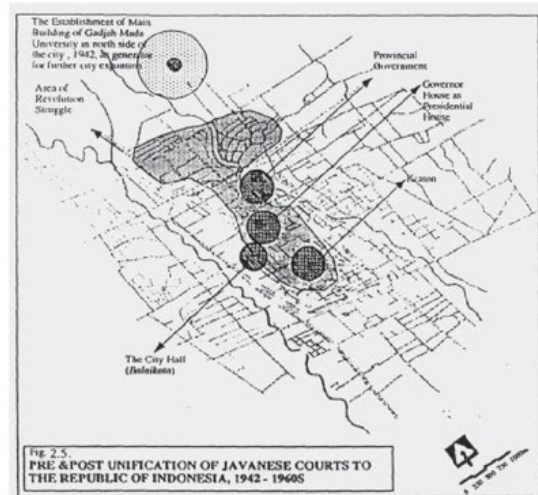 The Establishment of Main
Building of Gadjah Mada
University in north side of
the city , 1942, as generator
for further city expantion
Area of
Revolution
Struggle
Provincial
Government
Governor
House as
Presidential
House
Keaton
The City Hall
(Balaikota)
Fig. 2.5.
PRE &POST UNIFICATION OF JAVANESE COURTS TO
THE REPUBLIC OF INDONESIA, 1942 - 1960S